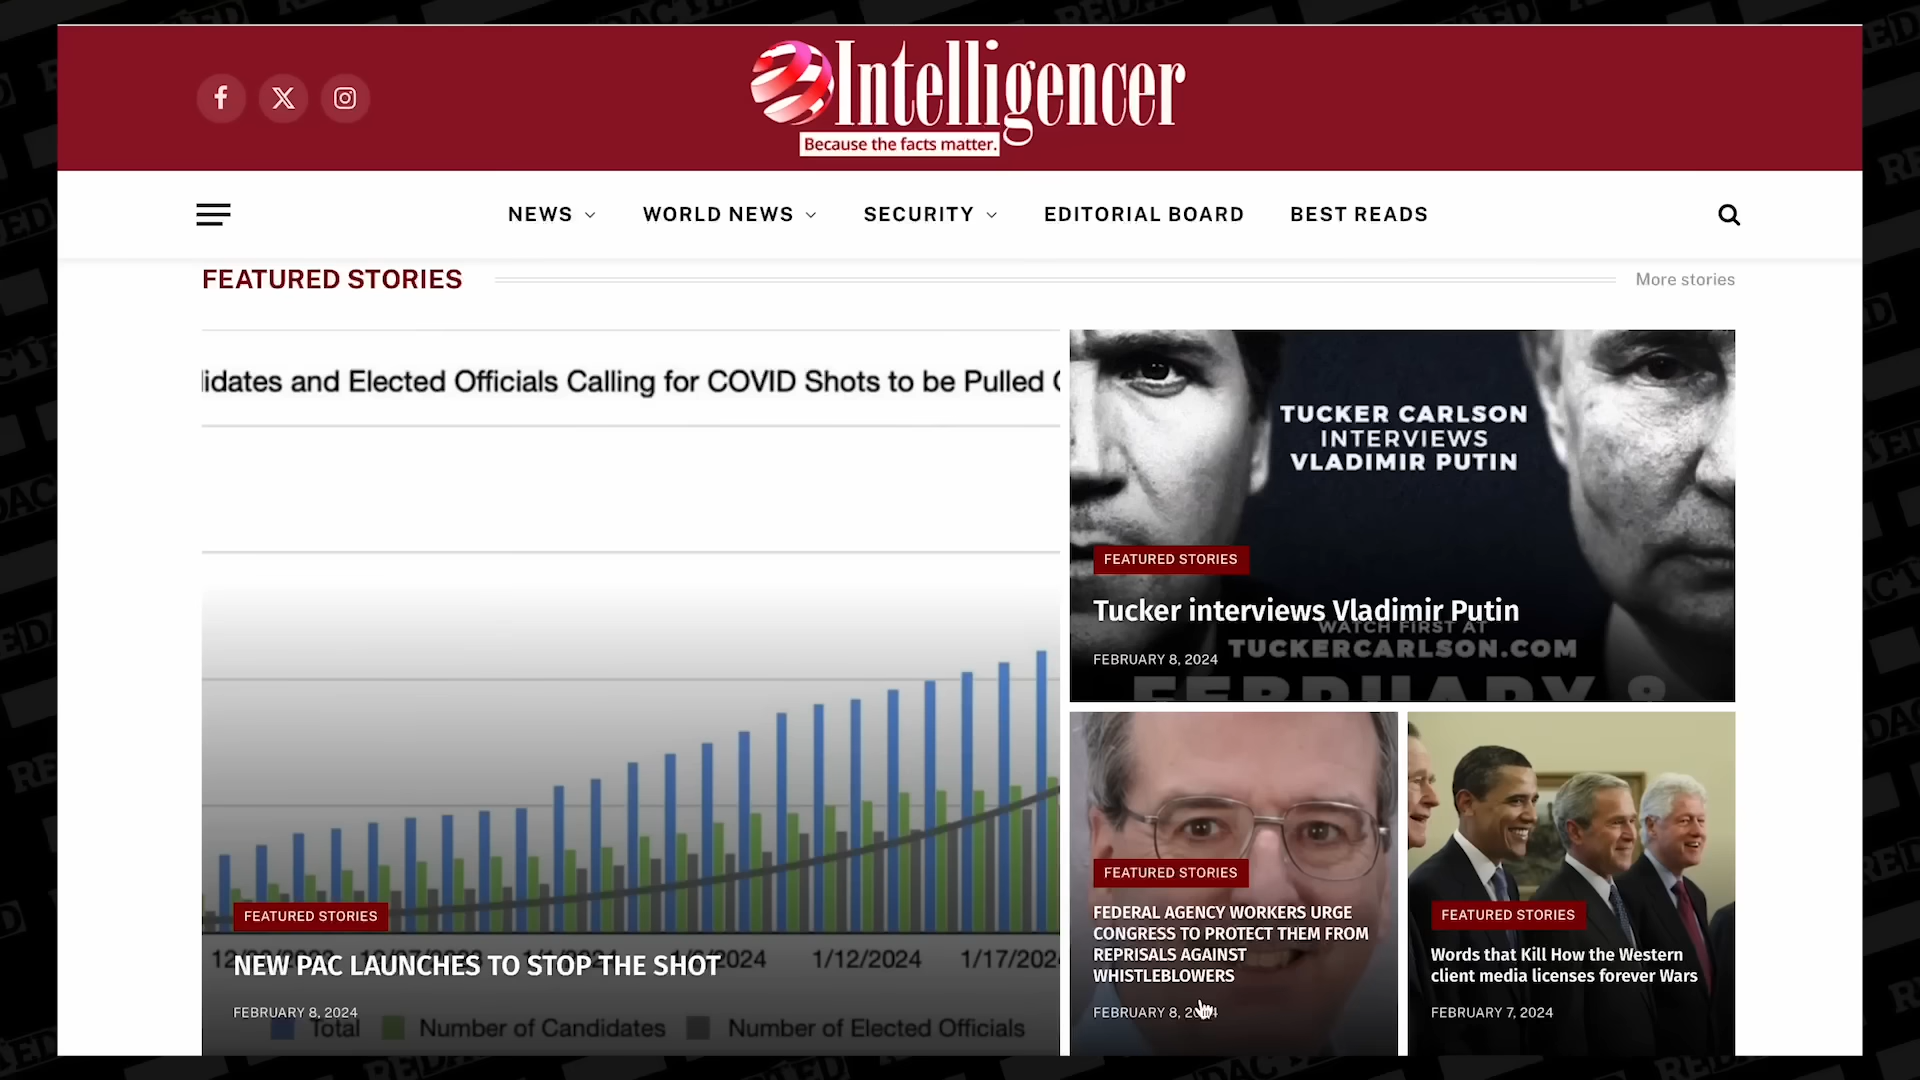 Intelligencer
Because the facts matter.
NEWS
WORLD NEWS
SECURITY
EDITORIAL BOARD
BEST READS
FEATURED STORIES
More stories
and Elected Officials Calling for COVID Shots to be Pulled
TUCKER CARLSON
INTERVIEWS
VLADIMIR PUTIN
FEATURED STORIES
Tucker interviews Vladimir Putin
WATCH FIRST AT
TUCKERCARLSON.COM
FEBRUARY 8, 2024
FEBRUARY 8
FEATURED STORIES
1/12/2024
NEW PAC LAUNCHES TO STOP THE SHOT
FEBRUARY 8, 2024
Total
Number of Candidates
Number of Elected Officials
FEATURED STORIES
FEDERAL AGENCY WORKERS URGE
CONGRESS TO PROTECT THEM FROM
REPRISALS AGAINST
WHISTLEBLOWERS
FEBRUARY 8,
FEATURED STORIES
Words that Kill How the Western
client media licenses forever Wars
FEBRUARY 7, 2024